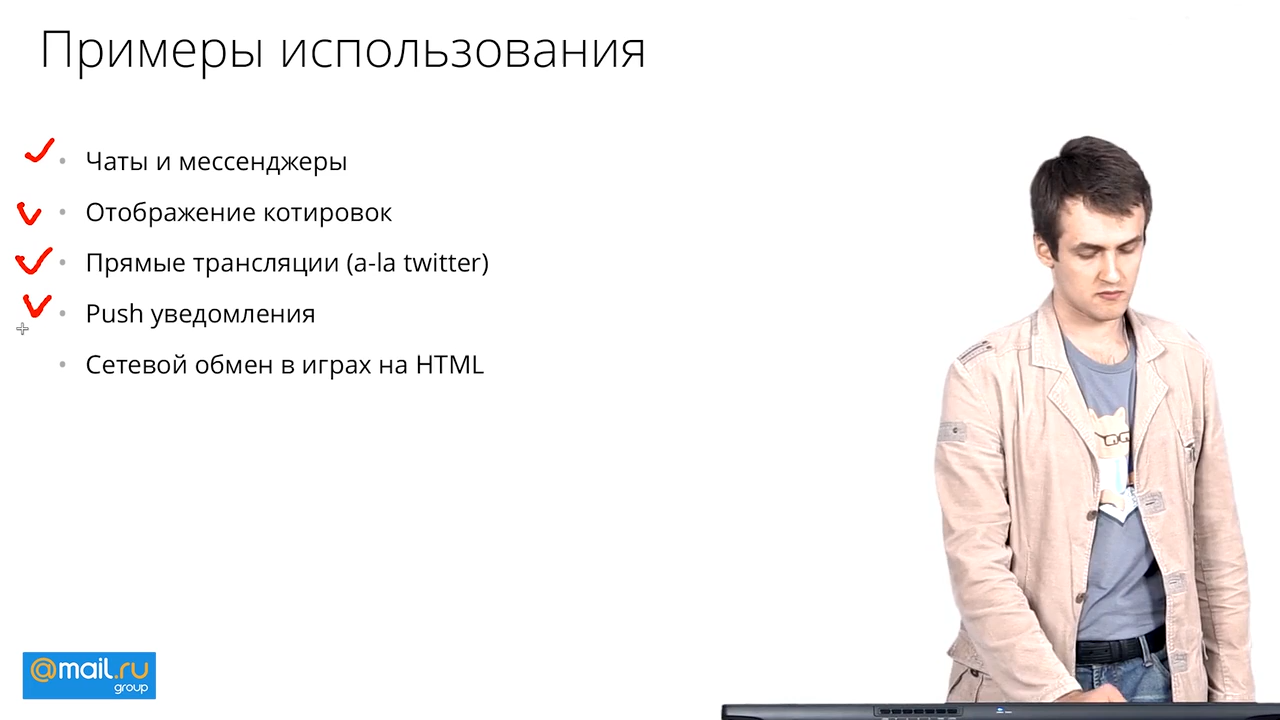 Примеры использования
Чаты и мессенджеры
Отображение котировок
Прямые трансляции (a-la twitter)
Push уведомления
Сетевой обмен в играх на HTML
@mail.ru
group